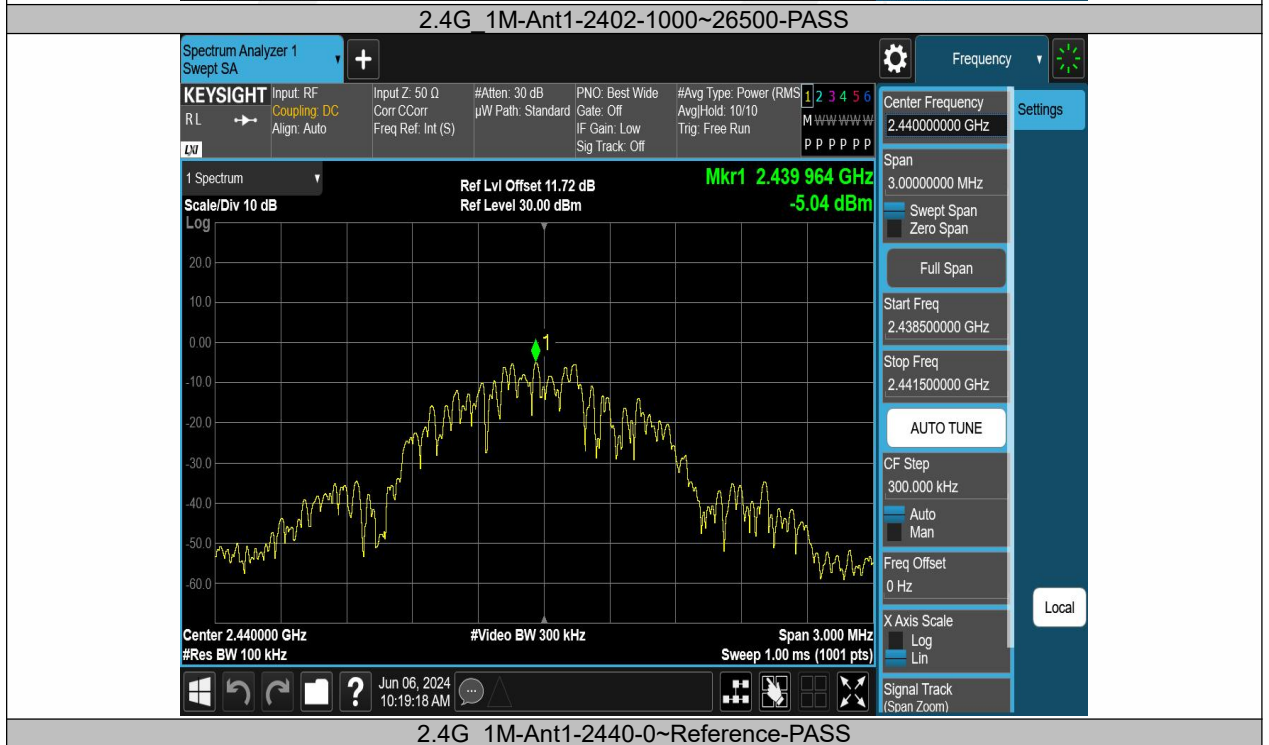 2.4G_1M-Ant1-2402-1000~26500-PASS
Spectrum Analyzer 1
Swept SA
+
Frequency
KEYSIGHT
R L
LXI
Input: RF
Coupling: DC
Align: Auto
Input Z: 50 Ω
Corr CCorr
Freq Ref: Int (S)
#Atten: 30 dB
µW Path: Standard
PNO: Best Wide
Gate: Off
IF Gain: Low
Sig Track: Off
#Avg Type: Power (RMS
Avg|Hold: 10/10
Trig: Free Run
1 2 3 4 5 6
M W W W W W
P P P P P P
1 Spectrum
Scale/Div 10 dB
Log
Ref Lvl Offset 11.72 dB
Ref Level 30.00 dBm
Mkr1 2.439 964 GHz
-5.04 dBm
20.0
10.0
0.00
-10.0
-20.0
-30.0
-40.0
-50.0
-60.0
1
Center 2.440000 GHz
#Res BW 100 kHz
#Video BW 300 kHz
Span 3.000 MHz
Sweep 1.00 ms (1001 pts)
Center Frequency
2.440000000 GHz
Settings
Span
3.00000000 MHz
Swept Span
Zero Span
Full Span
Start Freq
2.438500000 GHz
Stop Freq
2.441500000 GHz
AUTO TUNE
CF Step
300.000 kHz
Auto
Man
Freq Offset
0 Hz
X Axis Scale
Log
Lin
Local
Signal Track
(Span Zoom)
?
Jun 06, 2024
10:19:18 AM
2.4G_1M-Ant1-2440-0~Reference-PASS